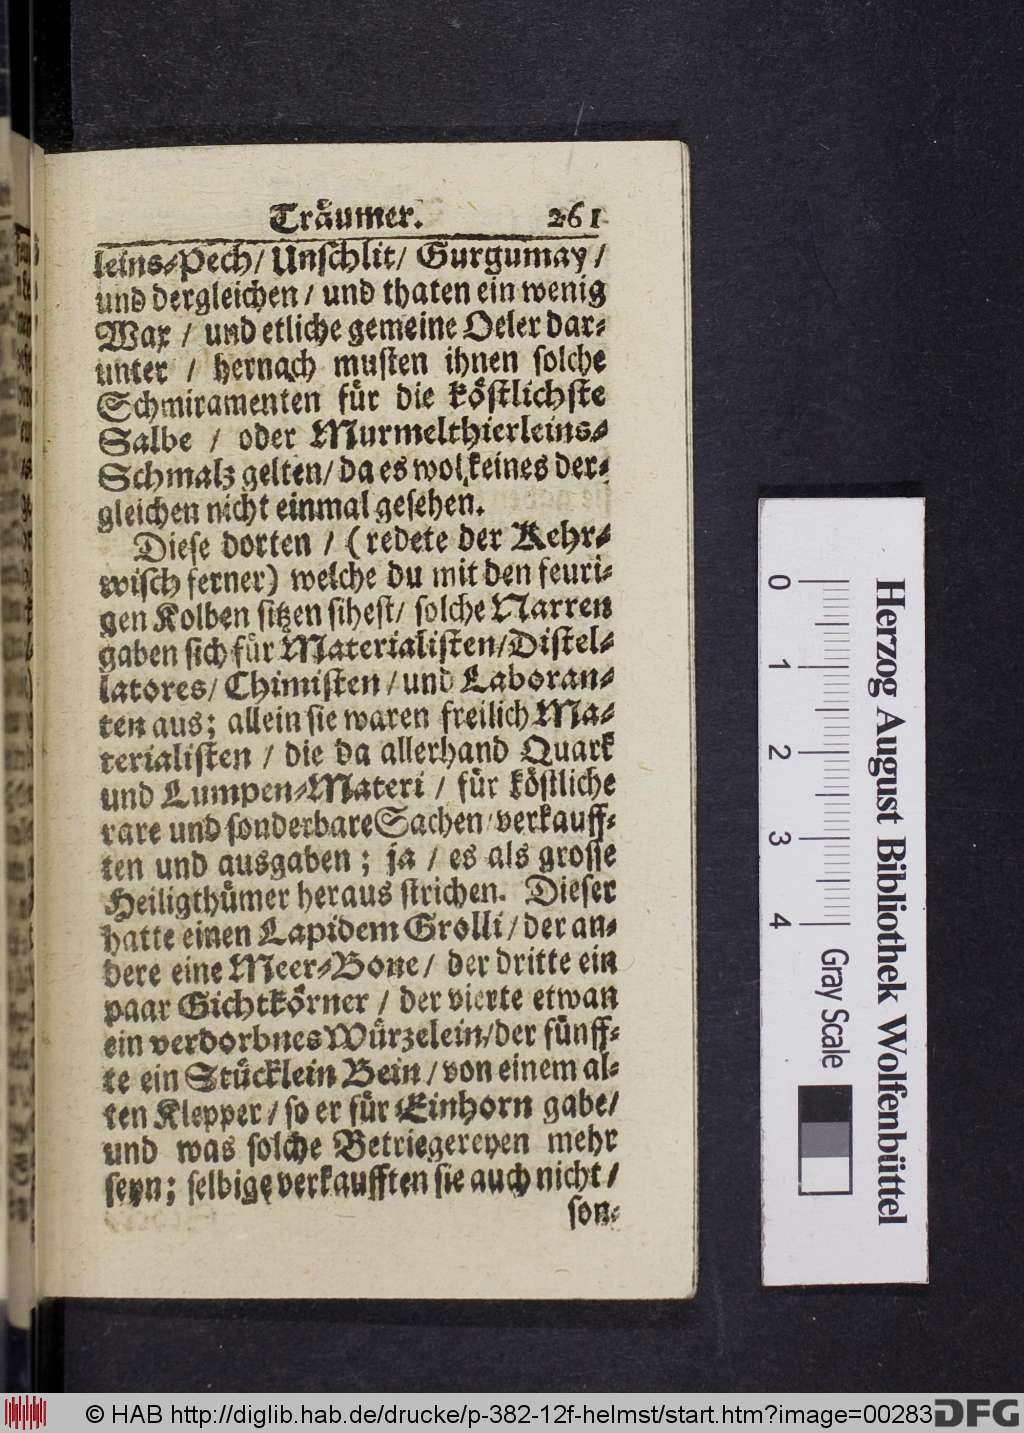 Träumer. 261
leins-Pech/ Unschlit/ Gurgumay/
und dergleichen / und thaten ein wenig
Wax / und etliche gemeine Oeler dar-
unter / hernach musten ihnen solche
Schmiramenten für die köstlichste
Salbe / oder Murmelthierleins-
Schmalz gelten/ da es wol keines der-
gleichen nicht einmal gesehen.
Diese dorten / (redete der Kehr-
wisch ferner) welche du mit den feuri-
gen Kolben sitzen sihest/ solche Narren
gaben sich für Materialisten/Distel-
latores/ Chimisten / und Laboran-
ten aus; allein sie waren freilich Ma-
terialisten / die da allerhand Quark
und Lumpen-Materi / für köstliche
rare und sonderbare Sachen verkauff-
ten und ausgaben; ja / es als grosse
Heiligthümer heraus strichen. Dieser
hatte einen Lapidem Grolli / der an-
dere eine Meer-Bone / der dritte ein
paar Gichtkörner / der vierte etwan
ein verdorbnes Würzelein/der fünff-
te ein Stücklein Bein / von einem al-
ten Klepper / so er für Einhorn gabe/
und was solche Betriegereyen mehr
seyn; selbige verkaufften sie auch nicht /
son-
Herzog August Bibliothek Wolfenbüttel
0 1 2 3 4 Gray Scale
© HAB http://diglib.hab.de/drucke/p-382-12f-helmst/start.htm?image=00283
DFG